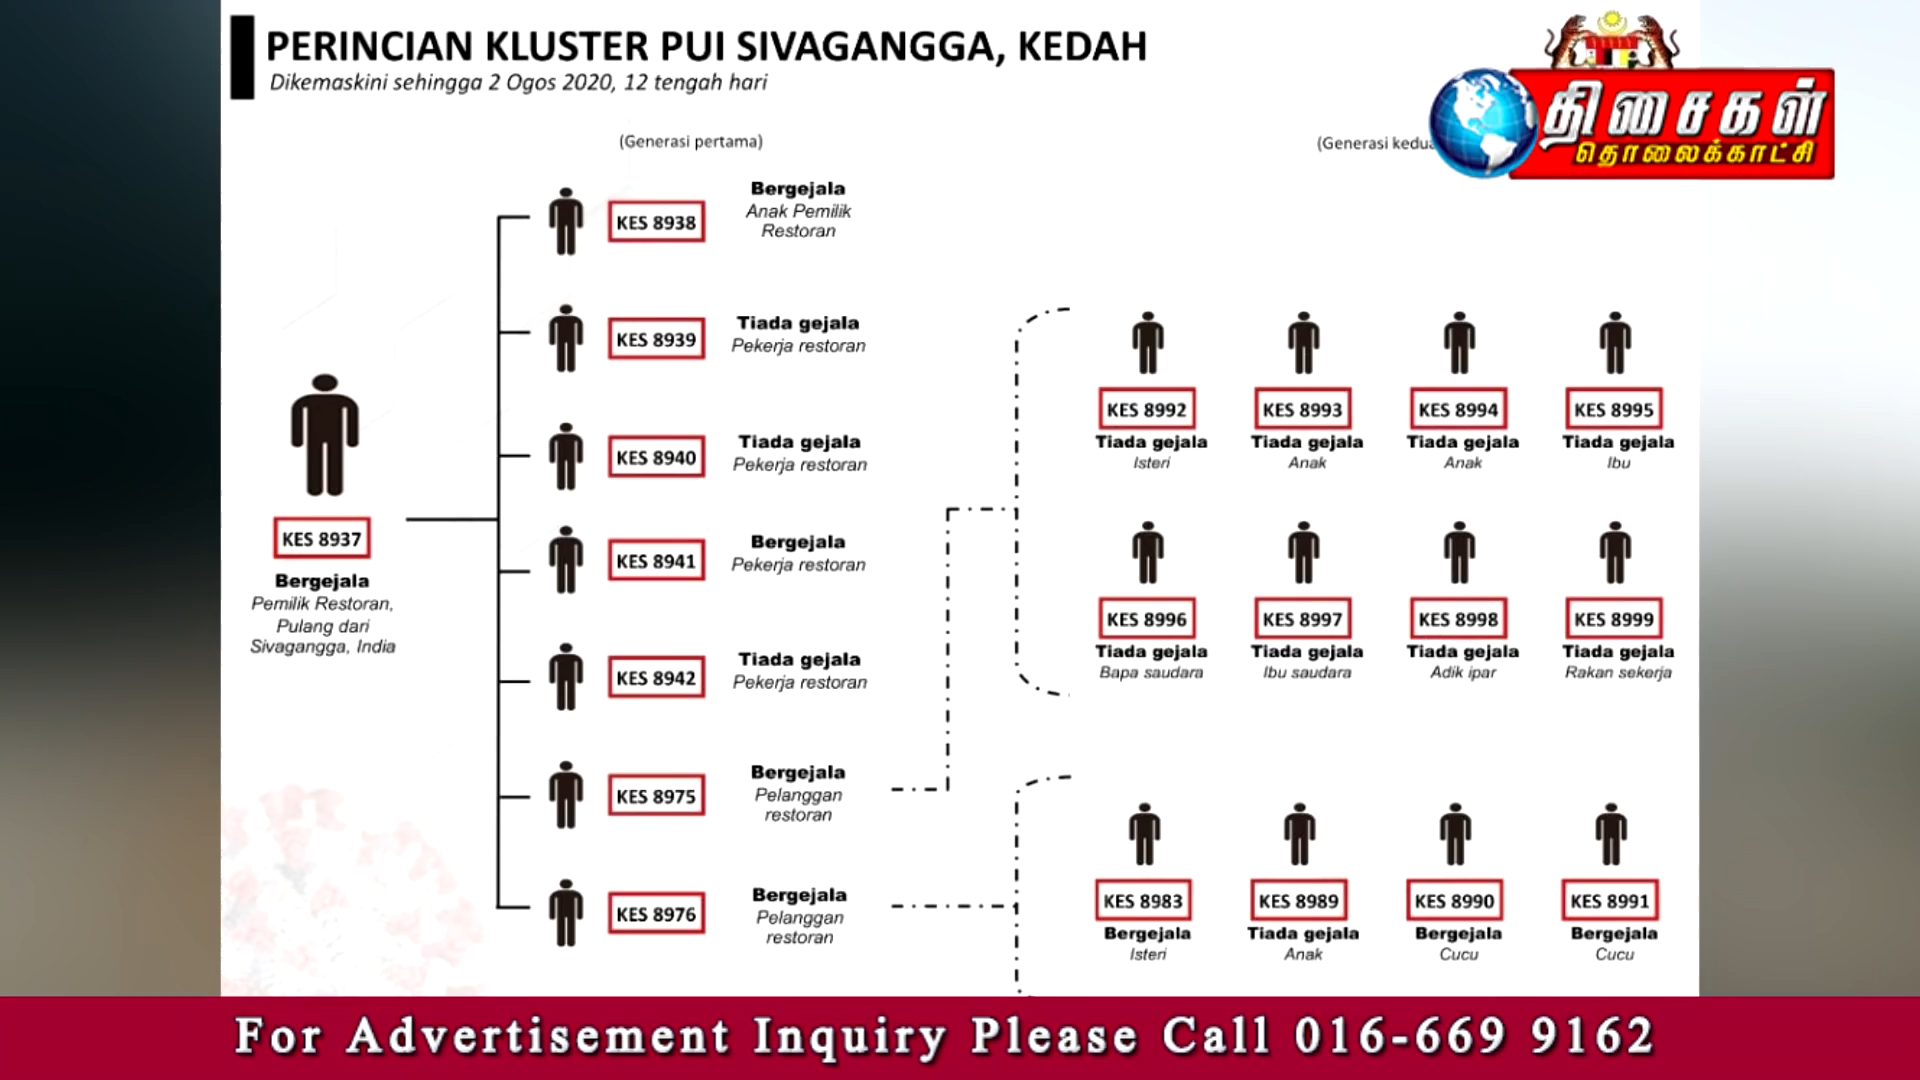 PERINCIAN KLUSTER PUI SIVAGANGGA, KEDAH
Dikemaskini sehingga 2 Ogos 2020, 12 tengah hari
திசைகள்
தொலைக்காட்சி
(Generasi pertama)
(Generasi kedua
KES 8937
Bergejala
Pemilik Restoran,
Pulang dari
Sivagangga, India
KES 8938
Bergejala
Anak Pemilik
Restoran
KES 8939
Tiada gejala
Pekerja restoran
KES 8940
Tiada gejala
Pekerja restoran
KES 8941
Bergejala
Pekerja restoran
KES 8942
Tiada gejala
Pekerja restoran
KES 8975
Bergejala
Pelanggan
restoran
KES 8976
Bergejala
Pelanggan
restoran
KES 8992
Tiada gejala
Isteri
KES 8993
Tiada gejala
Anak
KES 8994
Tiada gejala
Anak
KES 8995
Tiada gejala
Ibu
KES 8996
Tiada gejala
Bapa saudara
KES 8997
Tiada gejala
Ibu saudara
KES 8998
Tiada gejala
Adik ipar
KES 8999
Tiada gejala
Rakan sekerja
KES 8983
Bergejala
Isteri
KES 8989
Tiada gejala
Anak
KES 8990
Bergejala
Cucu
KES 8991
Bergejala
Cucu
For Advertisement Inquiry Please Call 016-669 9162